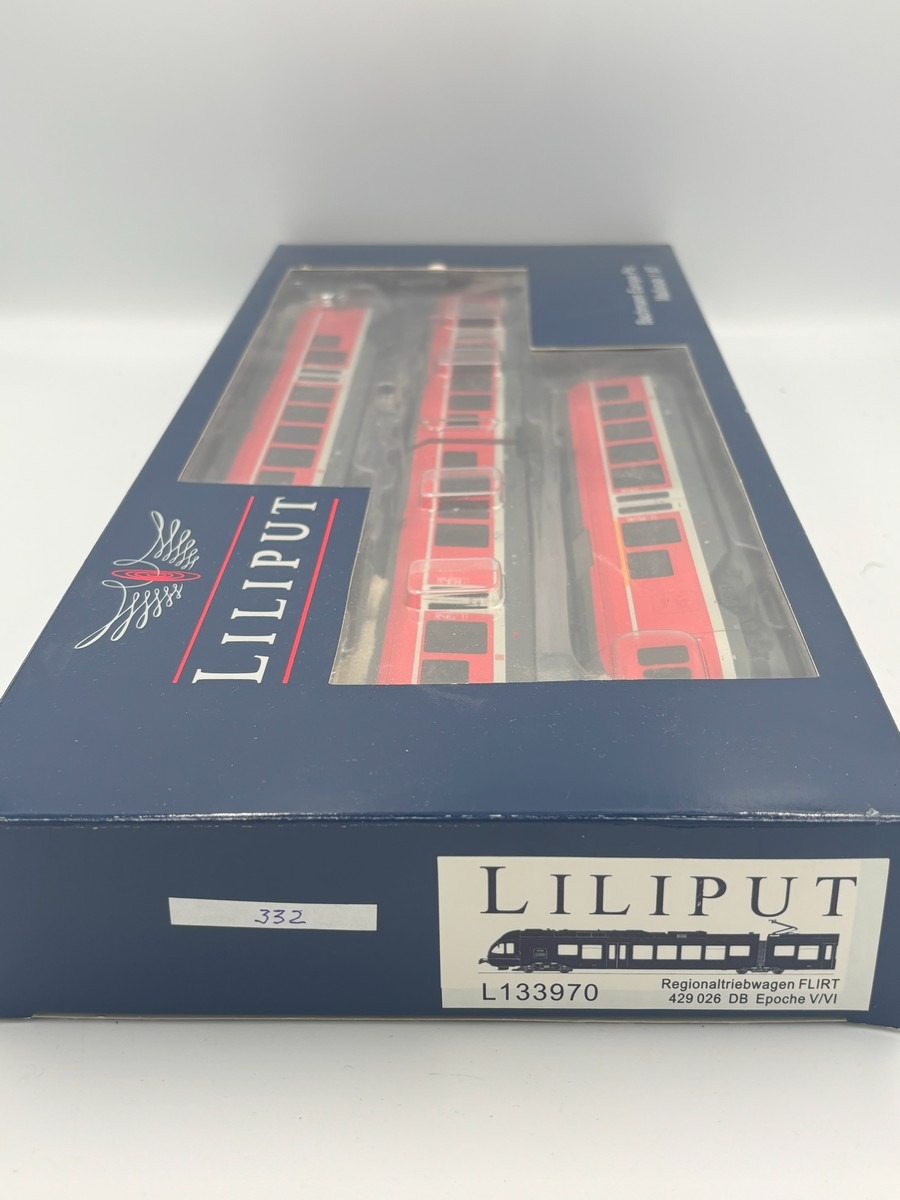 LILIPUT
332
LILIPUT
L133970
Regionaltriebwagen FLIRT
429 026 DB Epoche V/VI